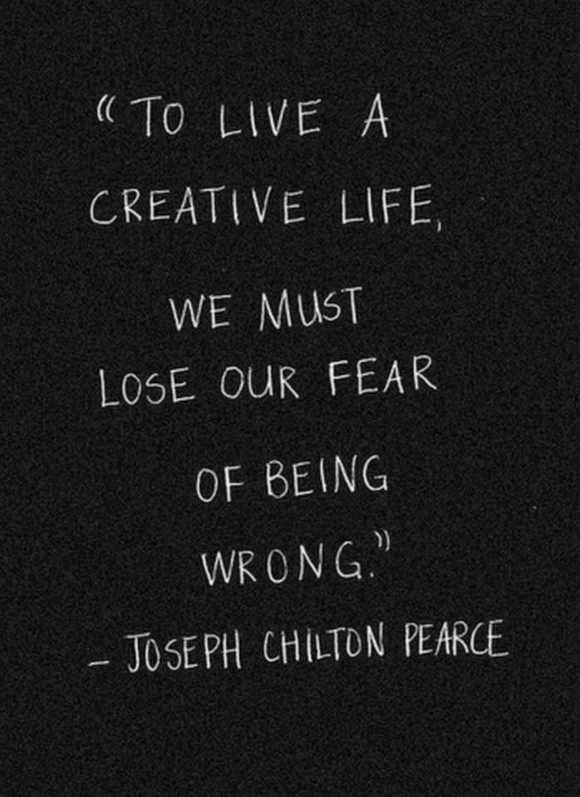 “TO LIVE A
CREATIVE LIFE,
WE MUST
LOSE OUR FEAR
OF BEING
WRONG.”
– JOSEPH CHILTON PEARCE